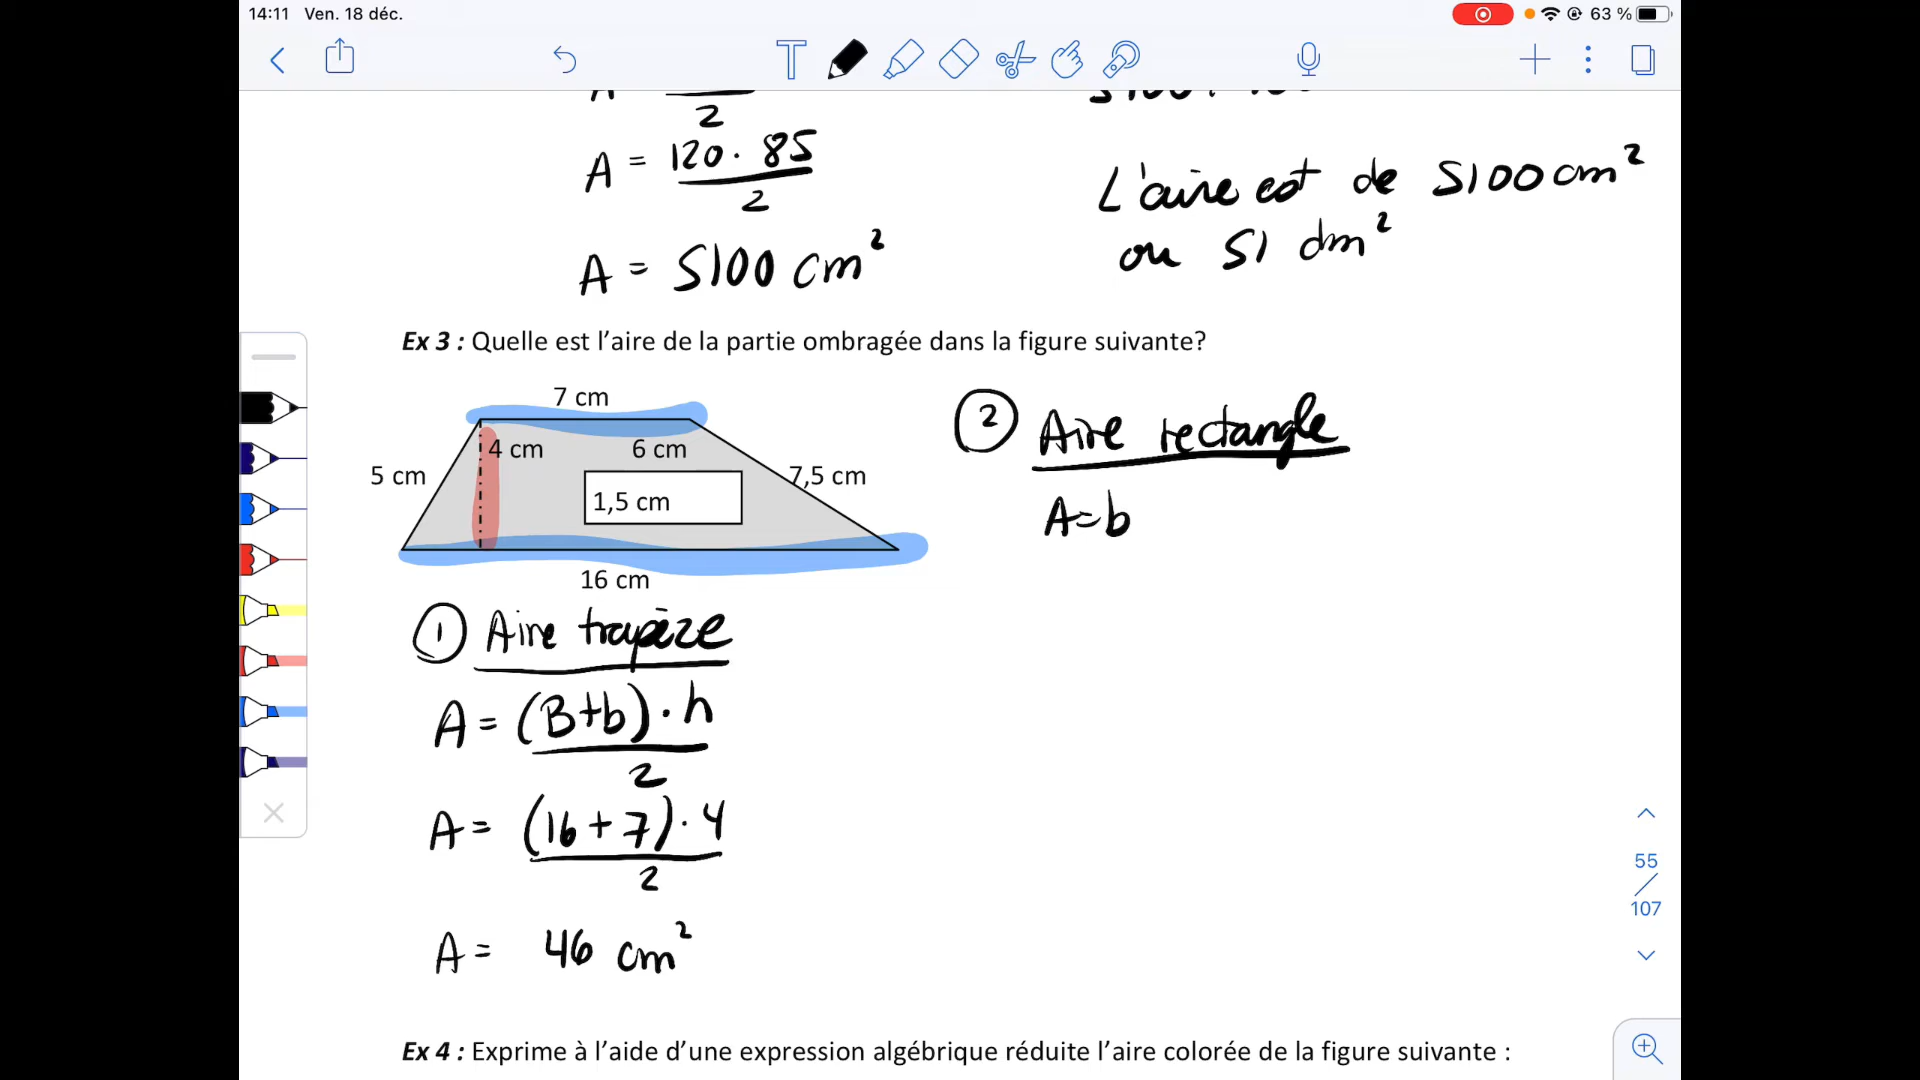 14:11 Ven. 18 déc.
63 %
2
A = 120 · 85
2
L'aire est de 5100 cm²
ou 51 dm²
A = 5100 cm²
Ex 3 : Quelle est l'aire de la partie ombragée dans la figure suivante?
7 cm
4 cm
6 cm
5 cm
7,5 cm
1,5 cm
16 cm
② Aire rectangle
A=b
① Aire trapèze
A = (B+b) · h
2
A = (16 + 7) · 4
2
A = 46 cm²
55
/
107
Ex 4 : Exprime à l'aide d'une expression algébrique réduite l'aire colorée de la figure suivante :